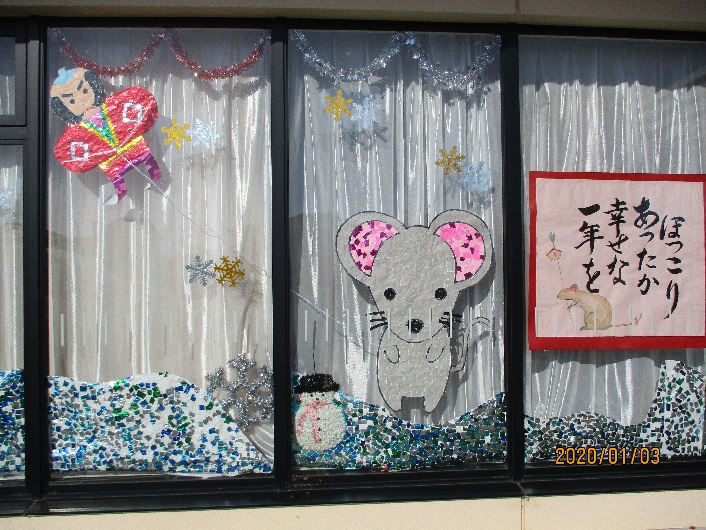 ほっこり
あったか
幸せな
一年を
2020/01/03